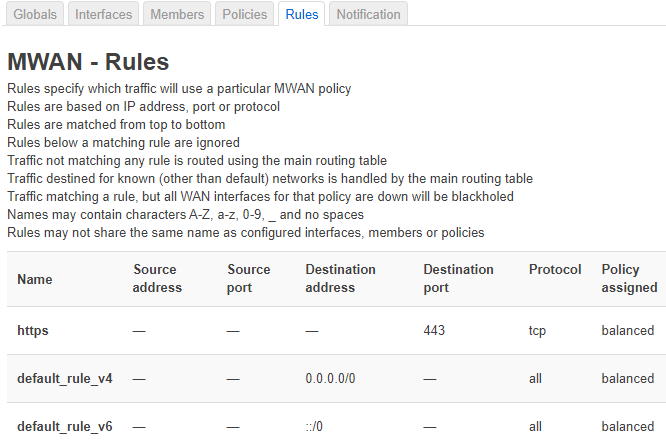 Globals Interfaces Members Policies Rules Notification
MWAN - Rules
Rules specify which traffic will use a particular MWAN policy
Rules are based on IP address, port or protocol
Rules are matched from top to bottom
Rules below a matching rule are ignored
Traffic not matching any rule is routed using the main routing table
Traffic destined for known (other than default) networks is handled by the main routing table
Traffic matching a rule, but all WAN interfaces for that policy are down will be blackholed
Names may contain characters A-Z, a-z, 0-9, _ and no spaces
Rules may not share the same name as configured interfaces, members or policies
Name Source address Source port Destination address Destination port Protocol Policy assigned
https — — — 443 tcp balanced
default_rule_v4 — — 0.0.0.0/0 — all balanced
default_rule_v6 — — ::/0 — all balanced